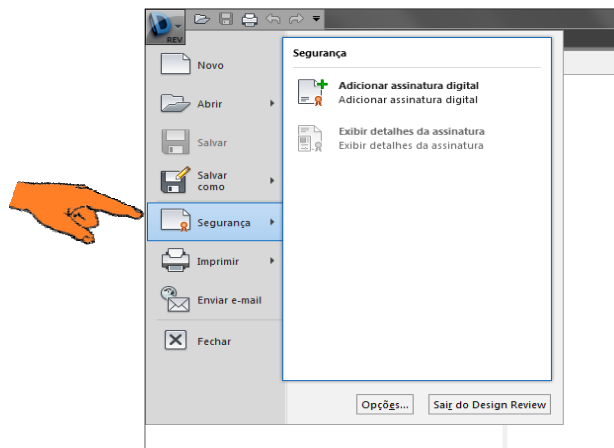 REV
Novo
Abrir
Salvar
Salvar
como
Segurança
Imprimir
Enviar e-mail
Fechar
Segurança
Adicionar assinatura digital
Adicionar assinatura digital
Exibir detalhes da assinatura
Exibir detalhes da assinatura
Opções...
Sair do Design Review